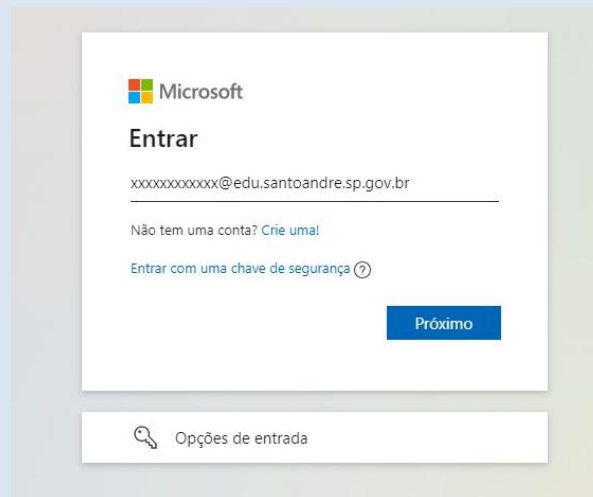 Microsoft
Entrar
xxxxxxxxxxxx@edu.santoandre.sp.gov.br
Não tem uma conta? Crie uma!
Entrar com uma chave de segurança ?
Próximo
Opções de entrada